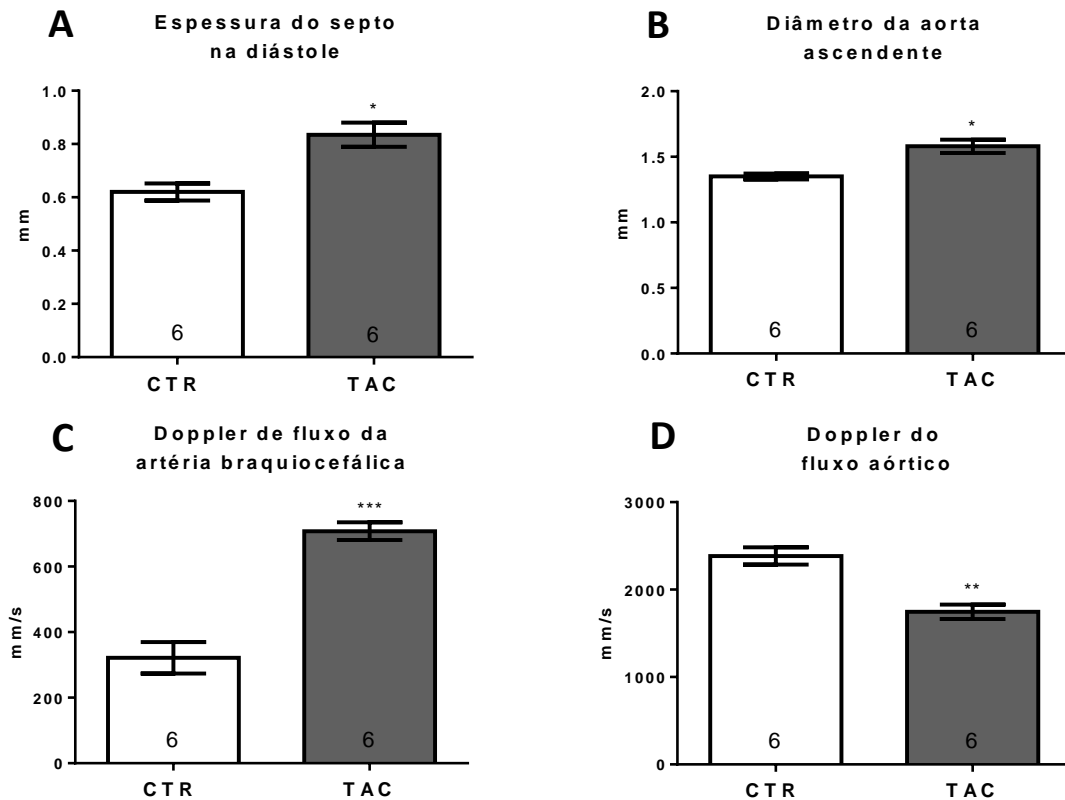 A
Espessura do septo
na diástole
1.0
0.8
0.6
0.4
0.2
0.0
mm
*
6
6
CTR
TAC
B
Diâmetro da aorta
ascendente
2.0
1.5
1.0
0.5
0.0
mm
*
6
6
CTR
TAC
C
Doppler de fluxo da
artéria braquiocefálica
800
600
400
200
0
mm/s
***
6
6
CTR
TAC
D
Doppler do
fluxo aórtico
3000
2000
1000
0
mm/s
**
6
6
CTR
TAC